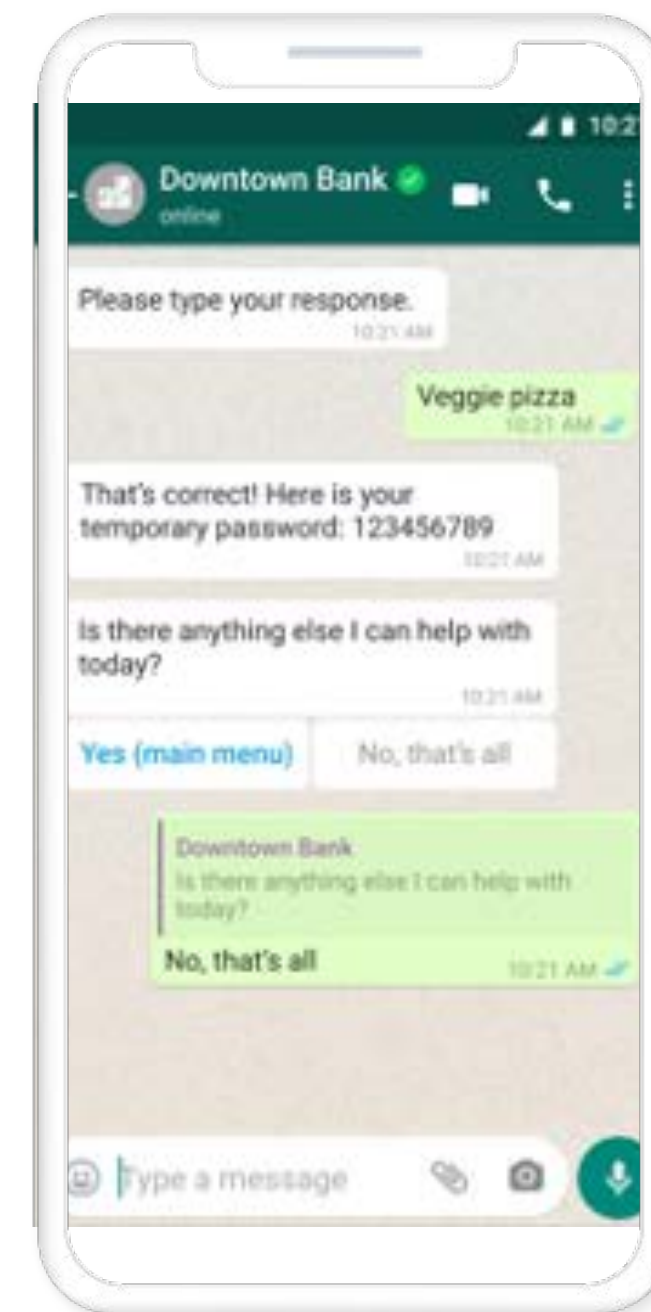 10:2
Downtown Bank
online
Please type your response.
10:21 AM
Veggie pizza
10:21 AM
That's correct! Here is your
temporary password: 123456789
10:21 AM
Is there anything else I can help with
today?
10:21 AM
Yes (main menu) No, that's all
Downtown Bank
Is there anything else I can help with
today?
No, that's all
10:21 AM
Type a message